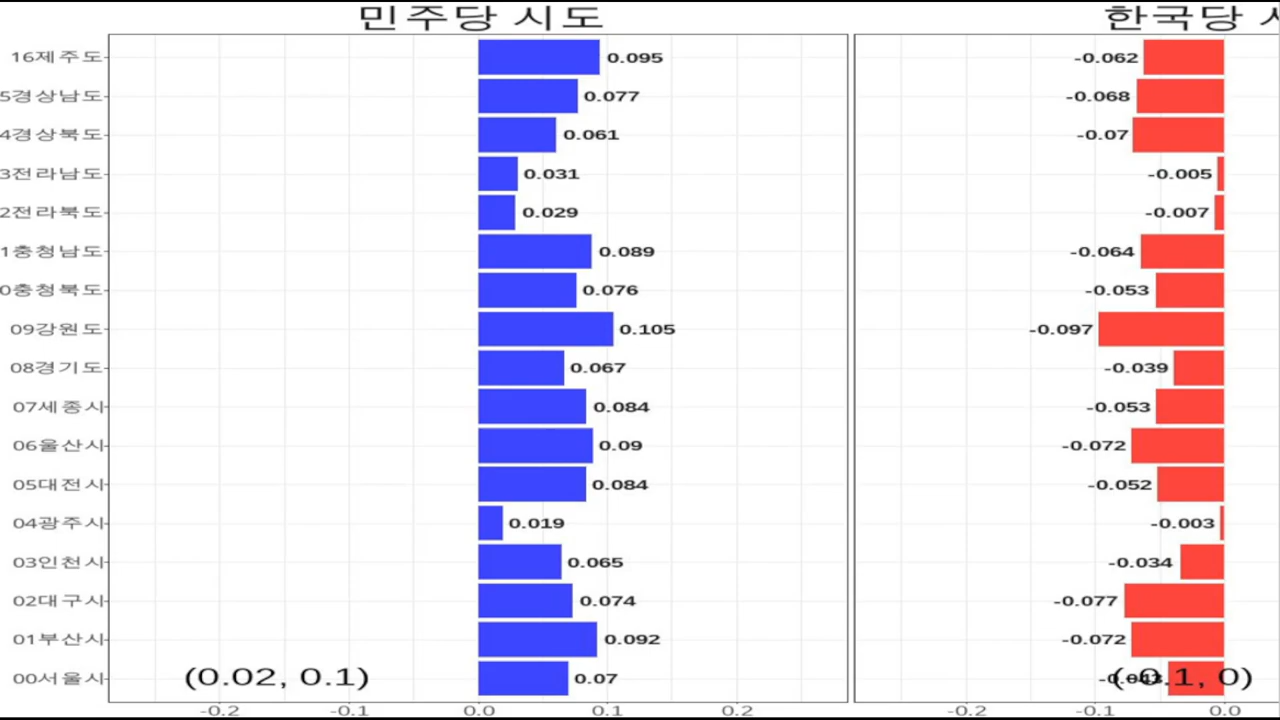 민주당 시도
한국당 시
16제주도 0.095 -0.062
5경상남도 0.077 -0.068
4경상북도 0.061 -0.07
3전라남도 0.031 -0.005
2전라북도 0.029 -0.007
1충청남도 0.089 -0.064
0충청북도 0.076 -0.053
09강원도 0.105 -0.097
08경기도 0.067 -0.039
07세종시 0.084 -0.053
06울산시 0.09 -0.072
05대전시 0.084 -0.052
04광주시 0.019 -0.003
03인천시 0.065 -0.034
02대구시 0.074 -0.077
01부산시 0.092 -0.072
00서울시 (0.02, 0.1) 0.07 (-0.1, 0)
-0.2 -0.1 0.0 0.1 0.2 -0.2 -0.1 0.0